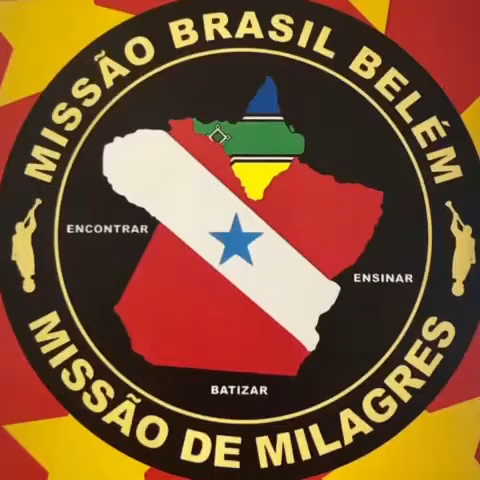 MISSÃO BRASIL BELÉM
ENCONTRAR
ENSINAR
BATIZAR
MISSÃO DE MILAGRES